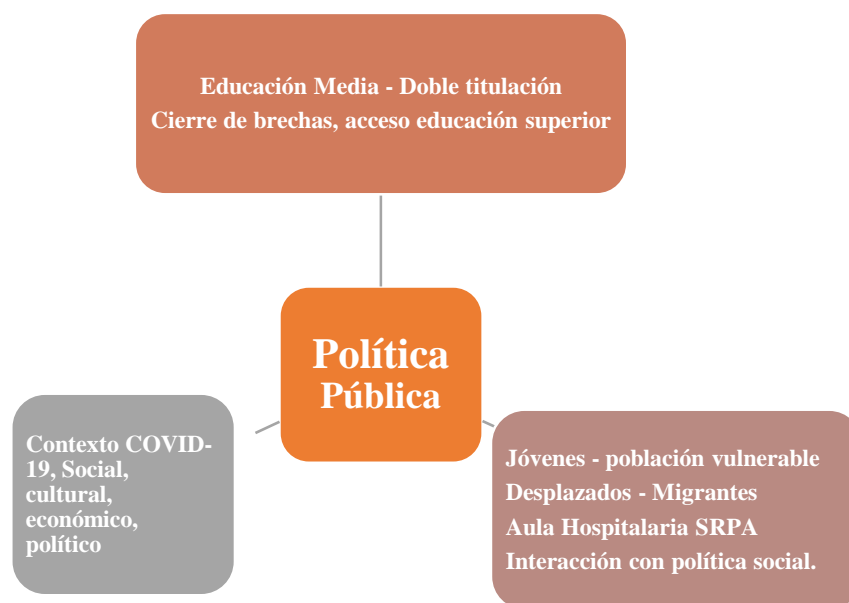 Educación Media - Doble titulación
Cierre de brechas, acceso educación superior
Política
Pública
Contexto COVID-
19, Social,
cultural,
económico,
político
Jóvenes - población vulnerable
Desplazados - Migrantes
Aula Hospitalaria SRPA
Interacción con política social.